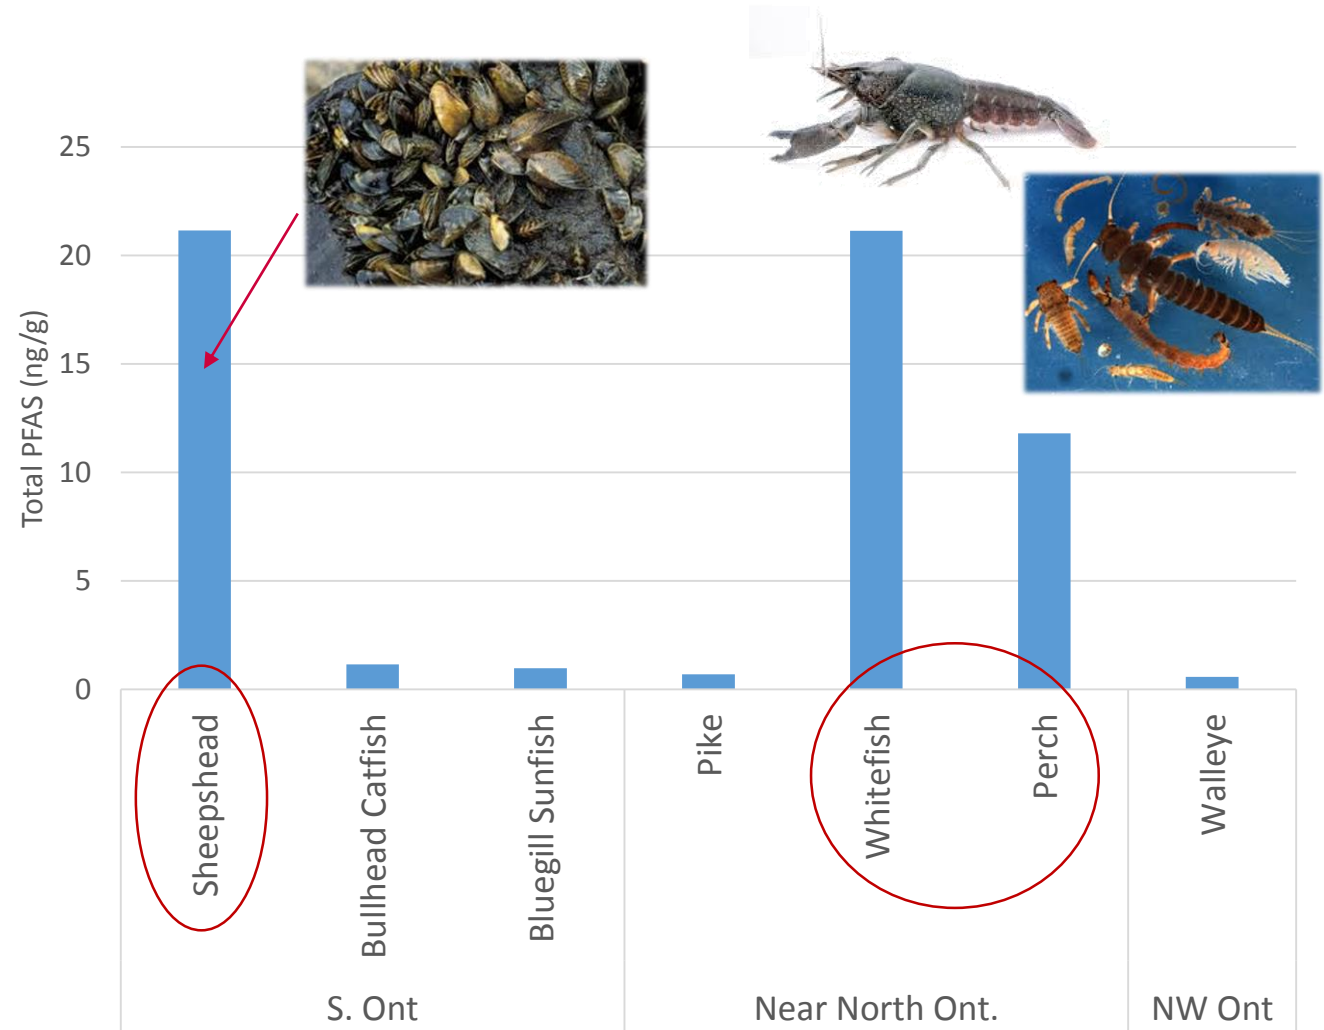 25
20
15
10
5
0
Total PFAS (ng/g)
Sheepshead
Bullhead Catfish
Bluegill Sunfish
Pike
Whitefish
Perch
Walleye
S. Ont
Near North Ont.
NW Ont